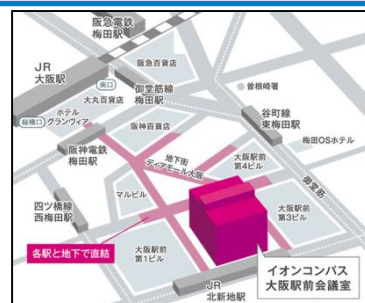 阪急電鉄
梅田駅
JR
大阪駅
阪急百貨店
南口
御堂筋線
梅田駅
大丸百貨店
曽根崎署
ホテル
グランヴィア
桜橋口
阪神百貨店
谷町線
東梅田駅
阪神電鉄
梅田駅
地下街
ディアモール大阪
梅田OSホテル
大阪駅前
第4ビル
御堂筋
マルビル
四ツ橋線
西梅田駅
大阪駅前
第3ビル
各駅と地下で直結
大阪駅前
第1ビル
イオンコンパス
大阪駅前会議室
JR
北新地駅